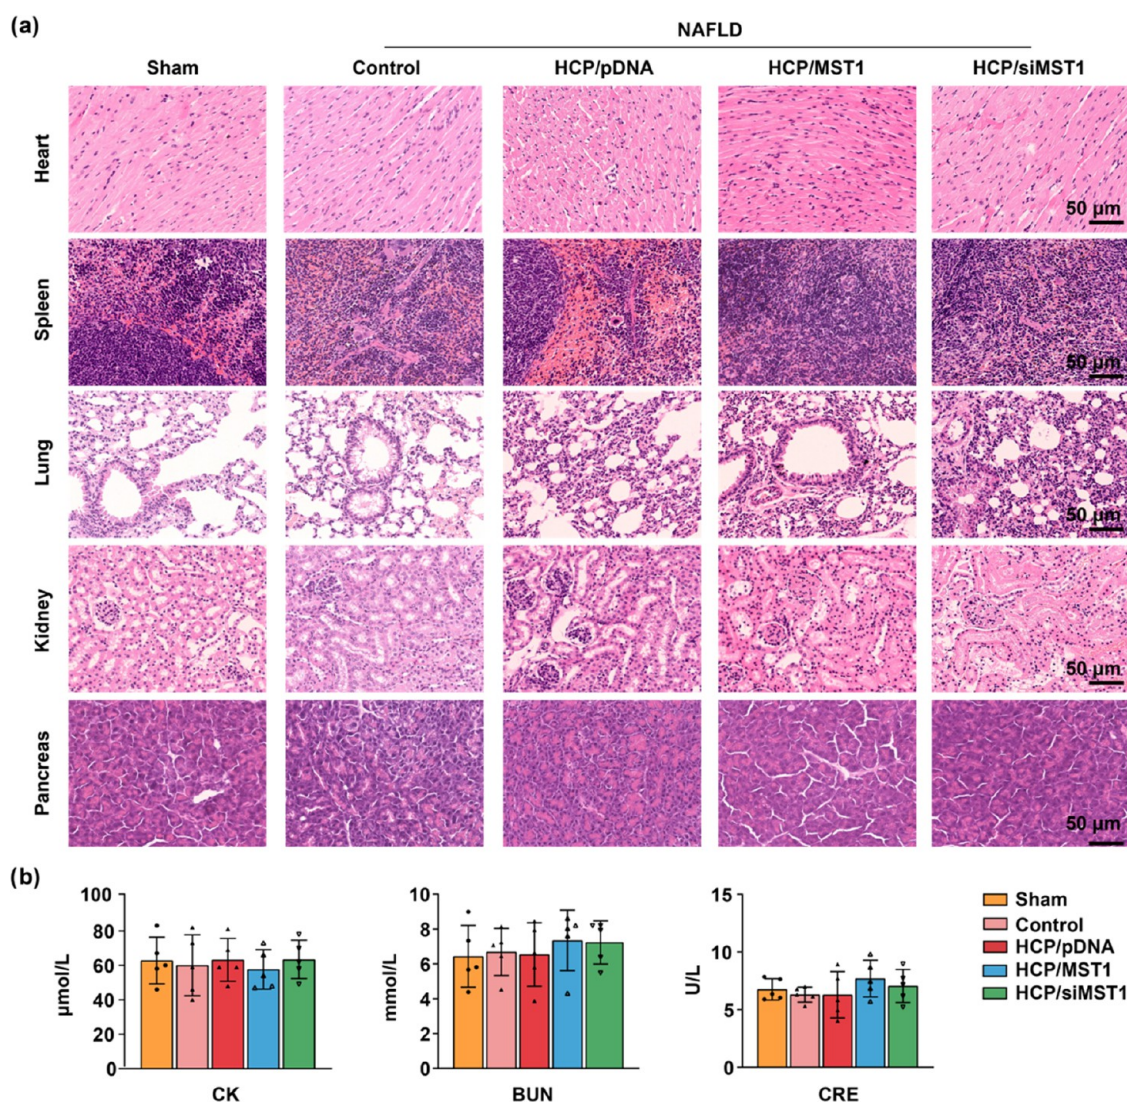 (a)
NAFLD
Sham Control HCP/pDNA HCP/MST1 HCP/siMST1
Heart
50 μm
Spleen
50 μm
Lung
50 μm
Kidney
50 μm
Pancreas
50 μm
(b)
μmol/L
100
80
60
40
20
0
CK
mmol/L
10
8
6
4
2
0
BUN
U/L
15
10
5
0
CRE
Sham
Control
HCP/pDNA
HCP/MST1
HCP/siMST1